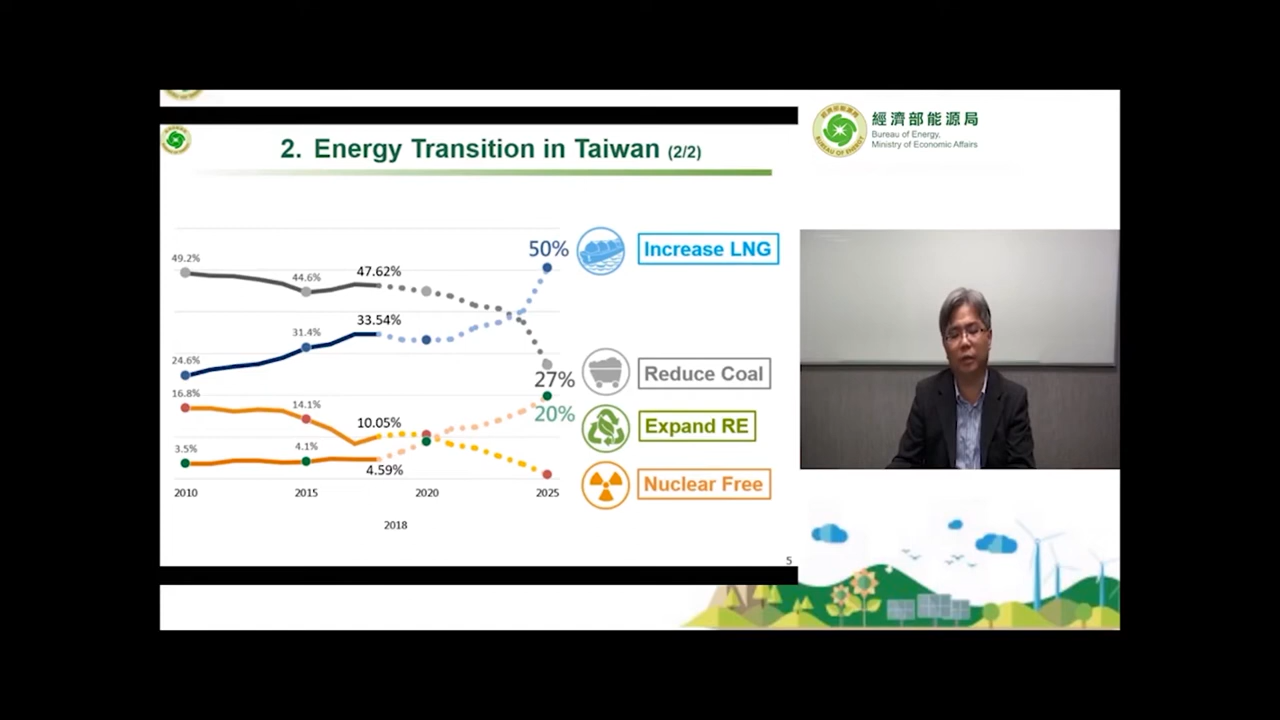 2. Energy Transition in Taiwan (2/2)
經濟部能源局
Bureau of Energy,
Ministry of Economic Affairs
BUREAU OF ENERGY
50%
Increase LNG
49.2%
44.6%
47.62%
33.54%
31.4%
24.6%
27%
Reduce Coal
16.8%
14.1%
10.05%
20%
Expand RE
3.5%
4.1%
4.59%
Nuclear Free
2010
2015
2020
2025
2018
5